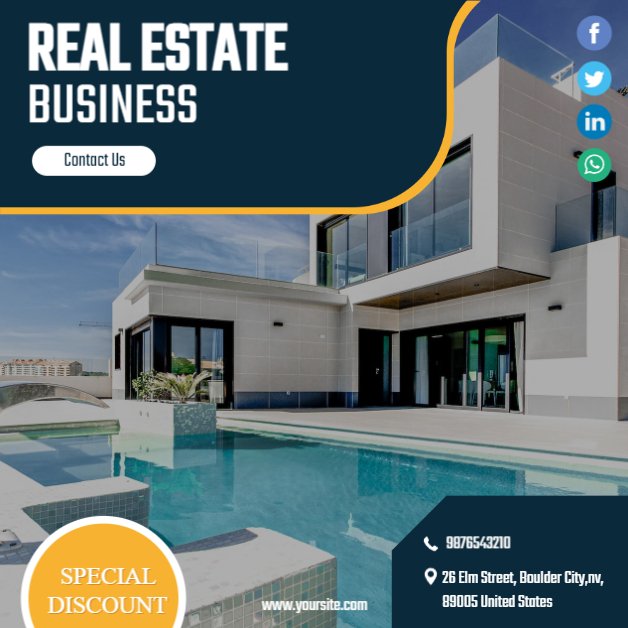 REAL ESTATE
BUSINESS
Contact Us
9876543210
26 Elm Street, Boulder City,nv,
89005 United States
SPECIAL
DISCOUNT
www.yoursite.com